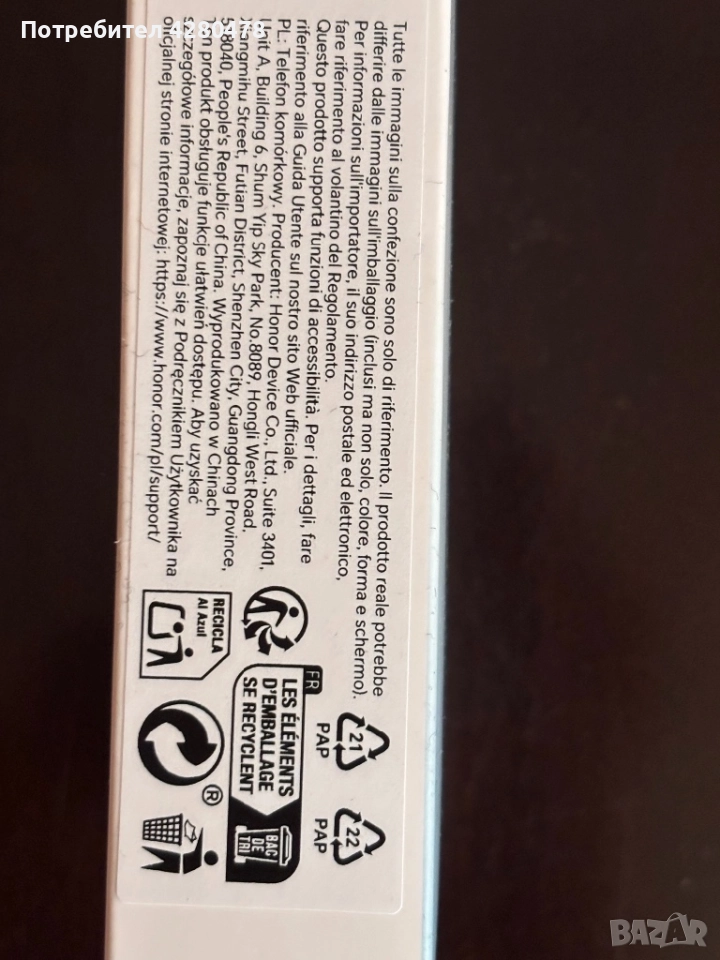 Потребител 4280478
Tutte le immagini sulla confezione sono solo di riferimento. Il prodotto reale potrebbe
differire dalle immagini sull'imballaggio (inclusi ma non solo, colore, forma e schermo).
Per informazioni sull'importatore, il suo indirizzo postale ed elettronico,
fare riferimento al volantino del Regolamento.
Questo prodotto supporta funzioni di accessibilità. Per i dettagli, fare
riferimento alla Guida Utente sul nostro sito Web ufficiale.
PL: Telefon komórkowy. Producent: Honor Device Co., Ltd., Suite 3401,
Unit A, Building 6, Shum Yip Sky Park, No.8089, Hongli West Road,
Xiangmihu Street, Futian District, Shenzhen City, Guangdong Province,
518040, People's Republic of China. Wyprodukowano w Chinach
Ten produkt obsługuje funkcje ułatwień dostępu. Aby uzyskać
szczegółowe informacje, zapoznaj się z Podręcznikiem Użytkownika na
oficjalnej stronie internetowej: https://www.honor.com/pl/support/
21
PAP
22
PAP
FR
LES ÉLÉMENTS
D'EMBALLAGE
SE RECYCLENT
BAC
DE
TRI
RECICLA
Al Azul
®
BAZAR